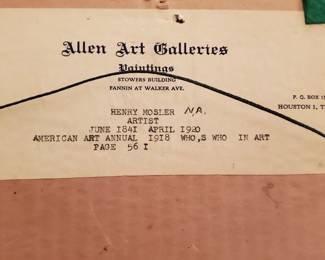 Allen Art Galleries
Paintings
STOWERS BUILDING
FANNIN AT WALKER AVE.
P. O. BOX
HOUSTON 1, T
HENRY MOSLER N.A.
ARTIST
JUNE 1841 APRIL 1920
AMERICAN ART ANNUAL 1918 WHO,S WHO IN ART
PAGE 56 I